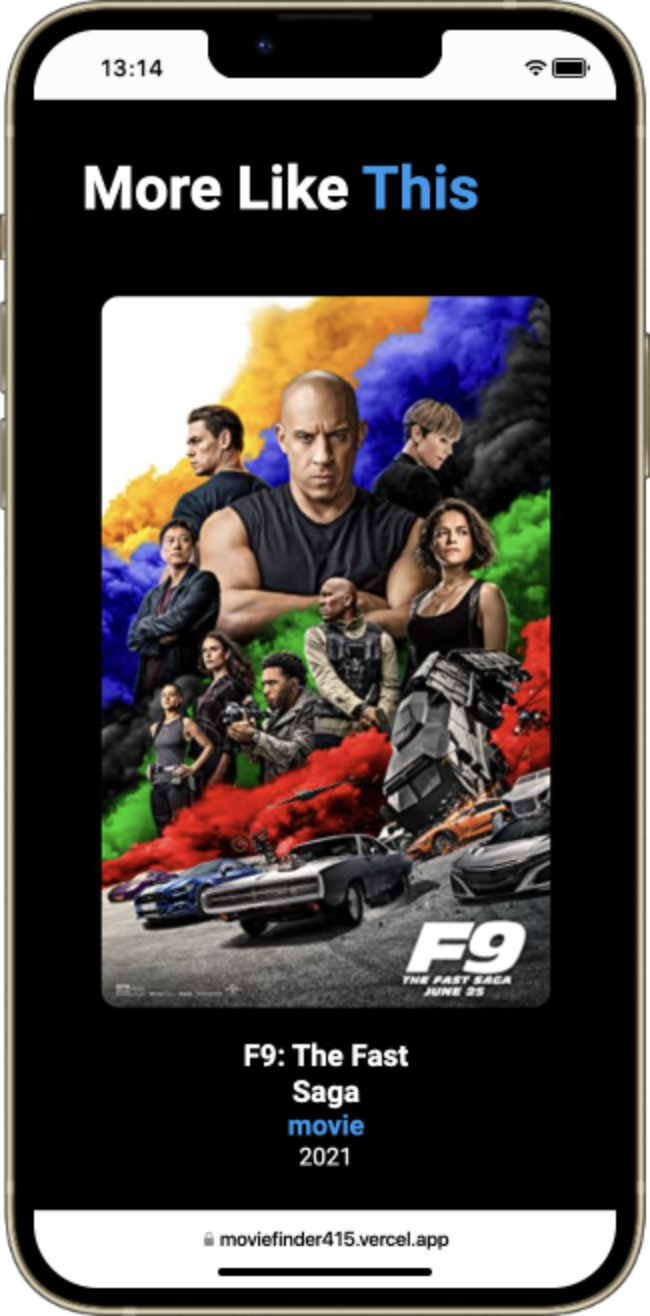 13:14
More Like This
F9
THE FAST SAGA
JUNE 25
F9: The Fast
Saga
movie
2021
moviefinder415.vercel.app